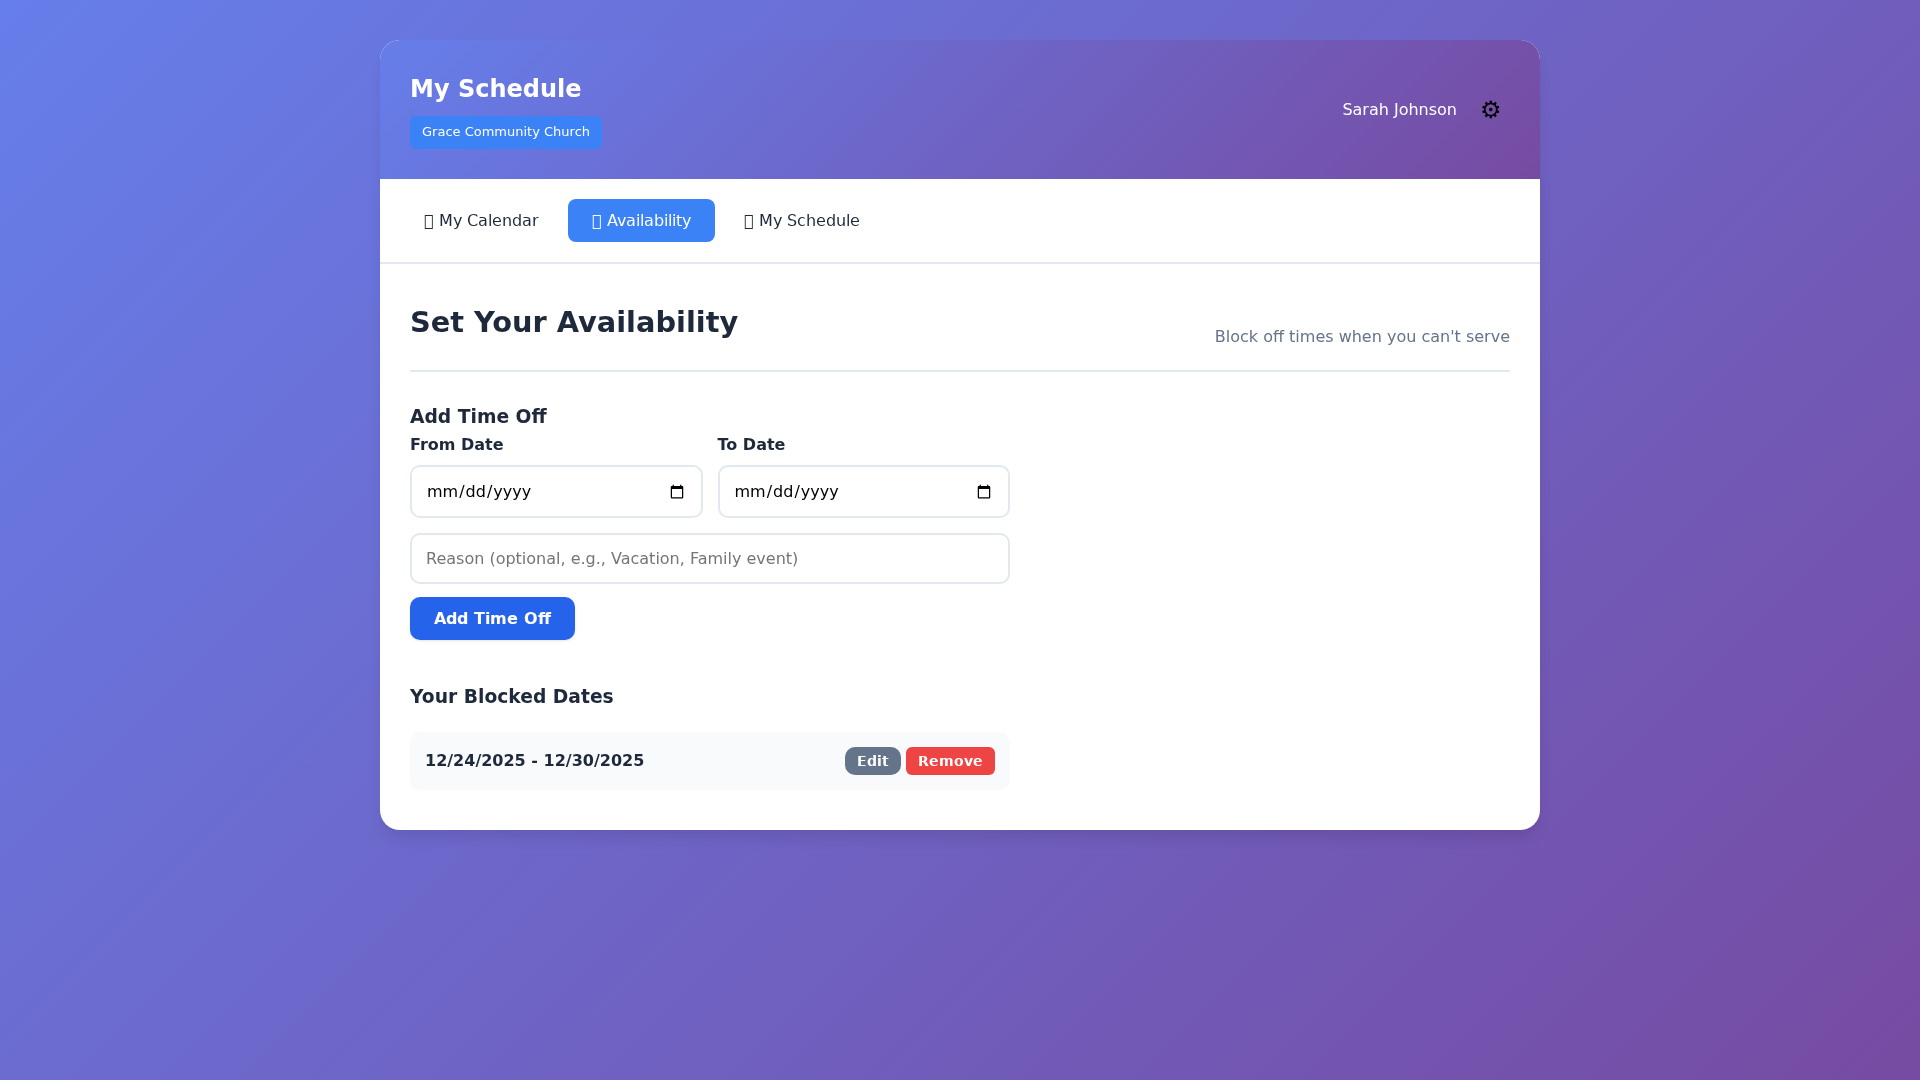 My Schedule
Grace Community Church
Sarah Johnson
My Calendar
Availability
My Schedule
Set Your Availability
Block off times when you can't serve
Add Time Off
From Date
To Date
mm/dd/yyyy
mm/dd/yyyy
Reason (optional, e.g., Vacation, Family event)
Add Time Off
Your Blocked Dates
12/24/2025 - 12/30/2025
Edit
Remove